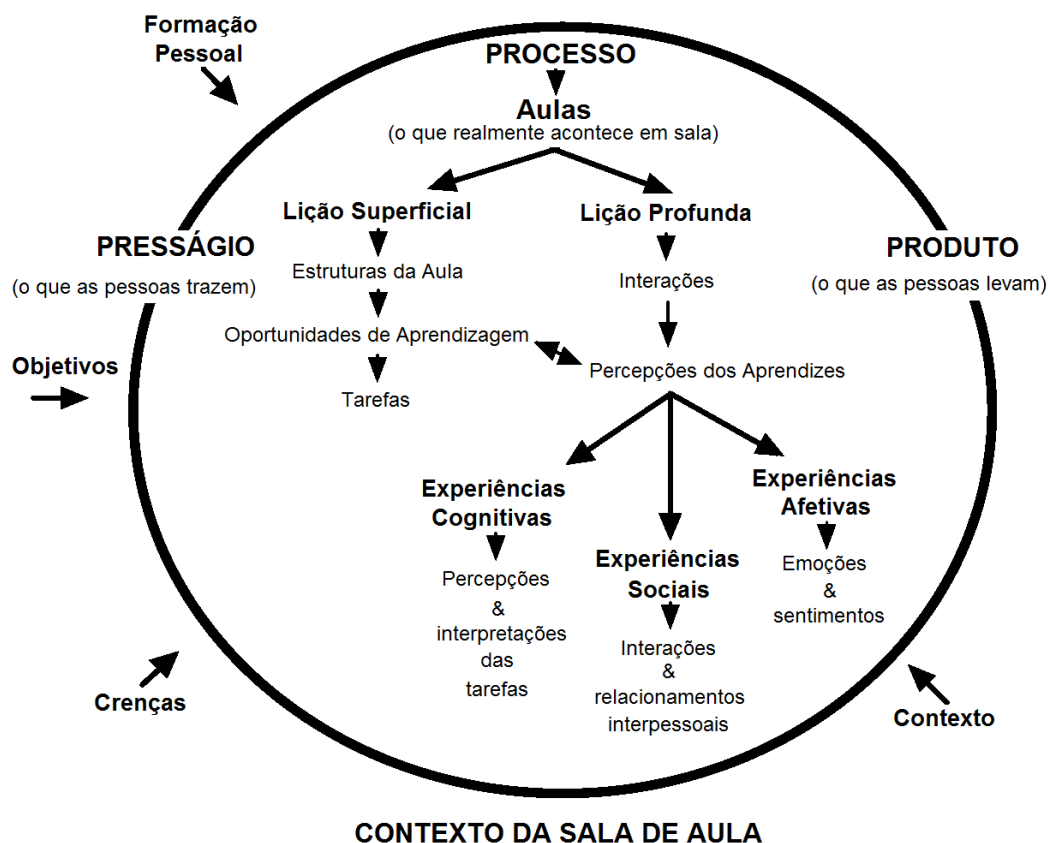 Formação
Pessoal
PROCESSO
Aulas
(o que realmente acontece em sala)
Lição Superficial
Lição Profunda
PRESSÁGIO
(o que as pessoas trazem)
PRODUTO
(o que as pessoas levam)
Estruturas da Aula
Interações
Oportunidades de Aprendizagem
Percepções dos Aprendizes
Objetivos
Tarefas
Experiências
Cognitivas
Percepções
&
interpretações
das
tarefas
Experiências
Sociais
Interações
&
relacionamentos
interpessoais
Experiências
Afetivas
Emoções
&
sentimentos
Crenças
Contexto
CONTEXTO DA SALA DE AULA